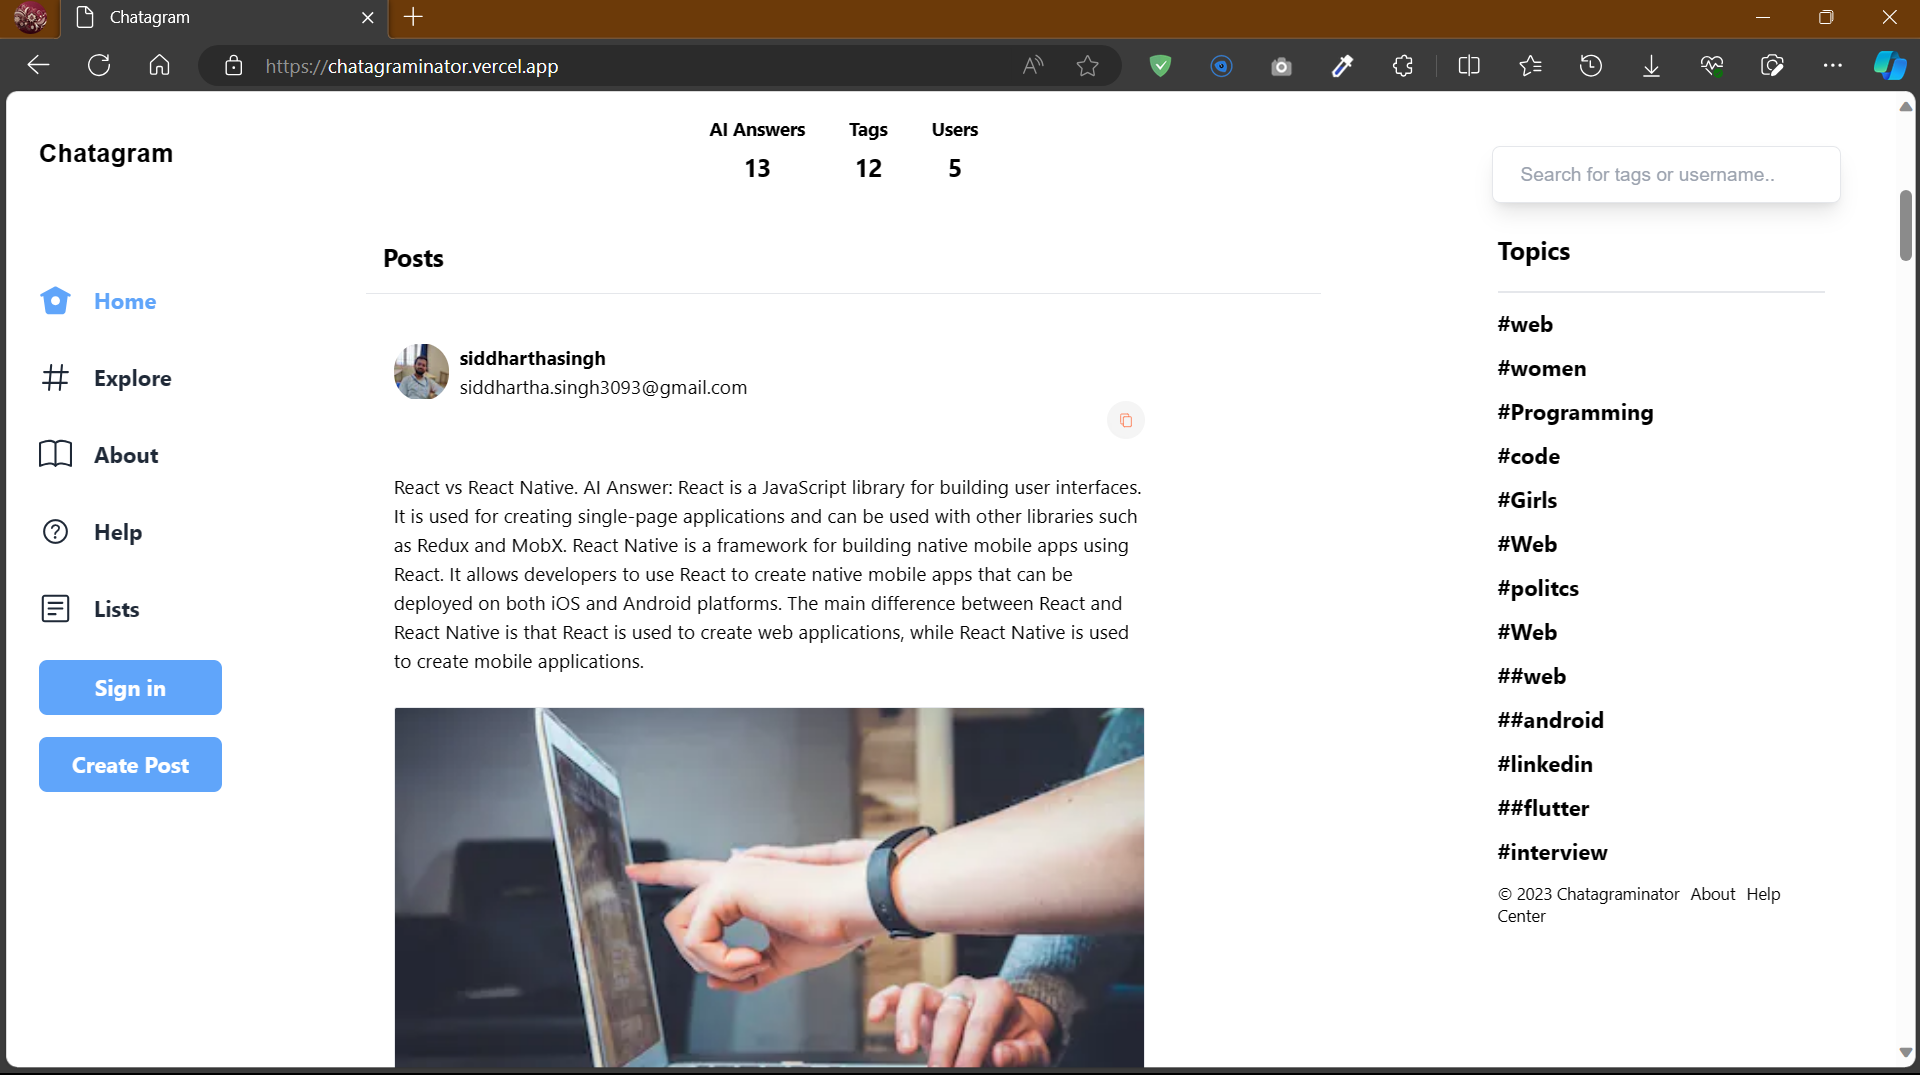 Chatagram
https://chatagraminator.vercel.app
Chatagram
Home
Explore
About
Help
Lists
Sign in
Create Post
AI Answers Tags Users
13 12 5
Posts
siddharthasingh
siddhartha.singh3093@gmail.com
React vs React Native. AI Answer: React is a JavaScript library for building user interfaces.
It is used for creating single-page applications and can be used with other libraries such
as Redux and MobX. React Native is a framework for building native mobile apps using
React. It allows developers to use React to create native mobile apps that can be
deployed on both iOS and Android platforms. The main difference between React and
React Native is that React is used to create web applications, while React Native is used
to create mobile applications.
Search for tags or username..
Topics
#web
#women
#Programming
#code
#Girls
#Web
#politcs
#Web
##web
##android
#linkedin
##flutter
#interview
© 2023 Chatagraminator About Help
Center